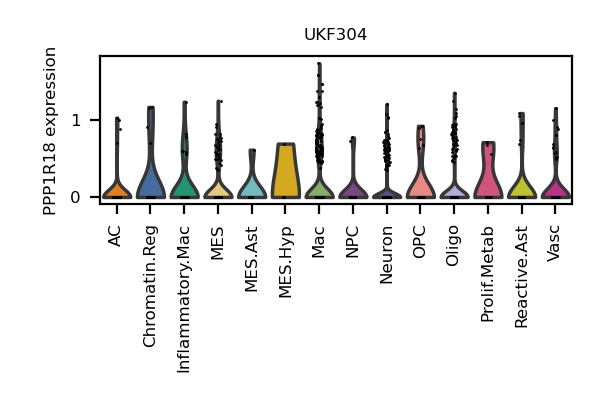 UKF304
PPP1R18 expression
1
0
AC
Chromatin.Reg
Inflammatory.Mac
MES
MES.Ast
MES.Hyp
Mac
NPC
Neuron
OPC
Oligo
Prolif.Metab
Reactive.Ast
Vasc